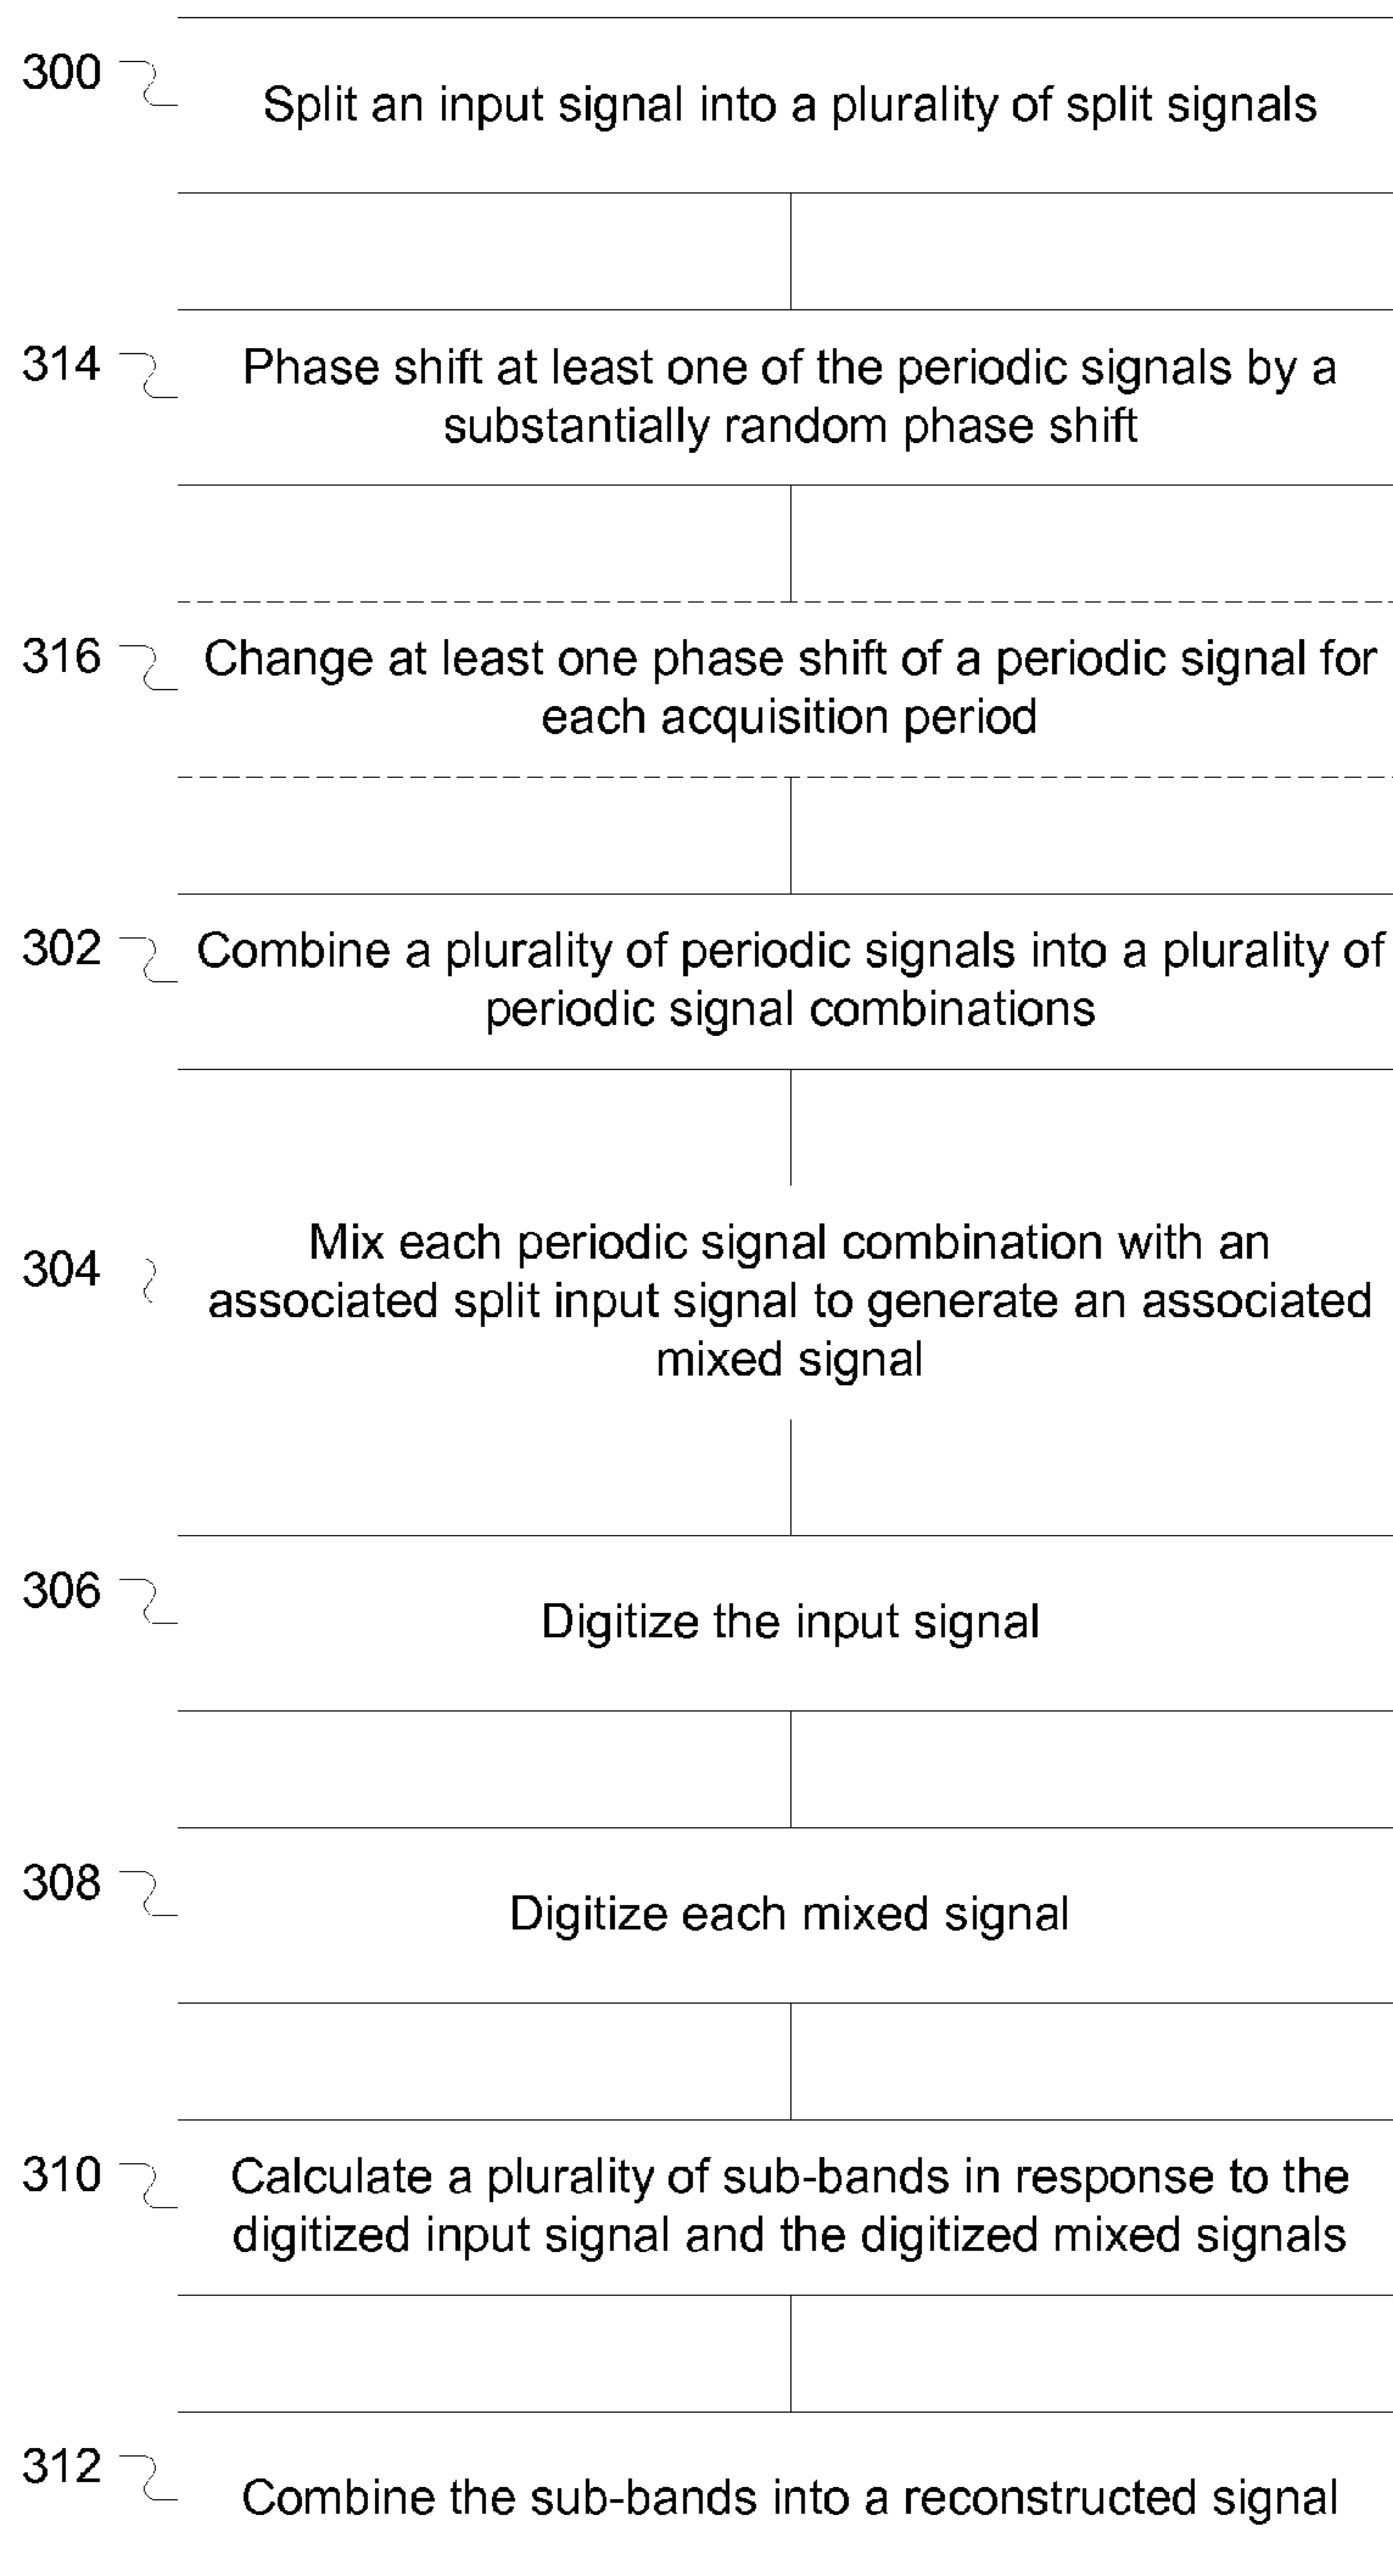 300
Split an input signal into a plurality of split signals
314
Phase shift at least one of the periodic signals by a
substantially random phase shift
316
Change at least one phase shift of a periodic signal for
each acquisition period
302
Combine a plurality of periodic signals into a plurality of
periodic signal combinations
304
Mix each periodic signal combination with an
associated split input signal to generate an associated
mixed signal
306
Digitize the input signal
308
Digitize each mixed signal
310
Calculate a plurality of sub-bands in response to the
digitized input signal and the digitized mixed signals
312
Combine the sub-bands into a reconstructed signal